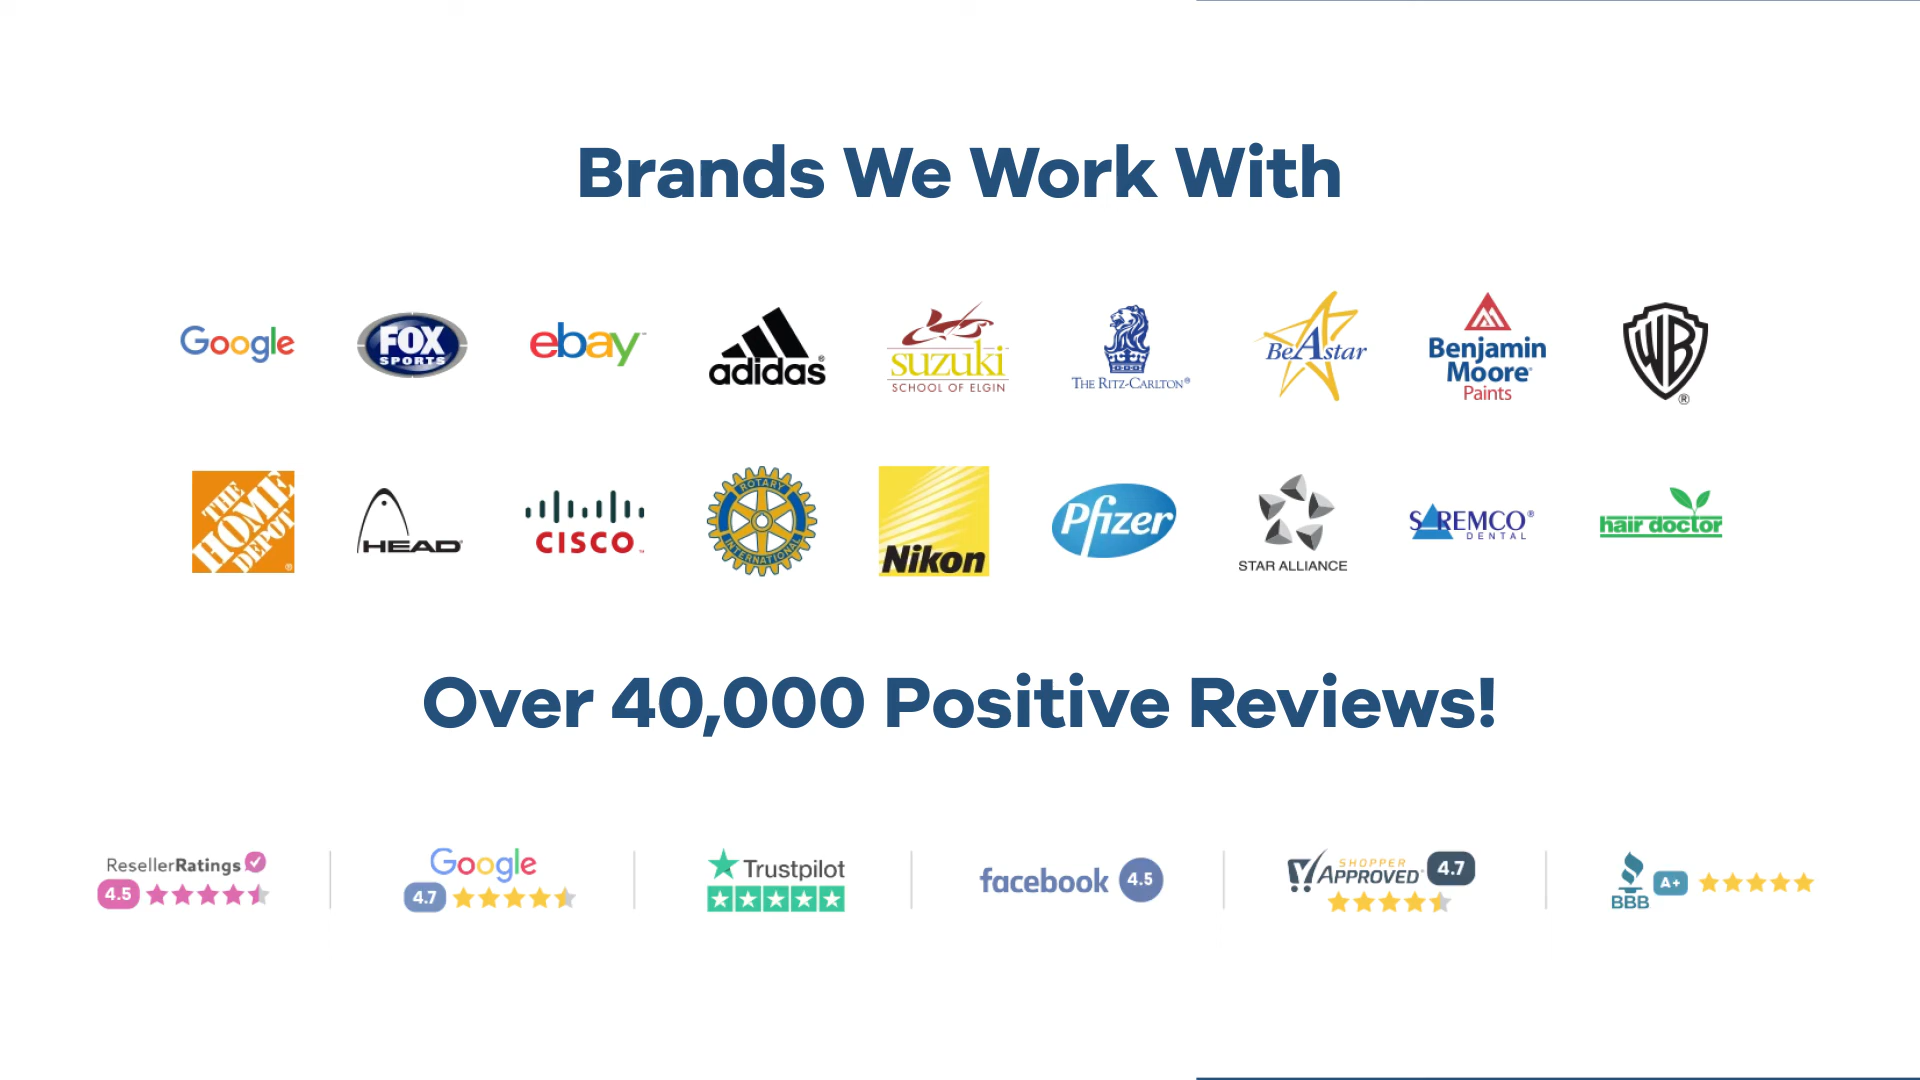 Brands We Work With
Google
FOX
SPORTS
ebay™
adidas®
suzuki
SCHOOL OF ELGIN
THE RITZ-CARLTON®
BeAstar
Benjamin
Moore®
Paints
WB®
THE
HOME
DEPOT®
HEAD®
CISCO™
ROTARY
INTERNATIONAL
Nikon
Pfizer
STAR ALLIANCE
SAREMCO®
DENTAL
hair doctor
Over 40,000 Positive Reviews!
ResellerRatings
4.5
Google
4.7
Trustpilot
facebook 4.5
SHOPPER
APPROVED® 4.7
BBB
A+